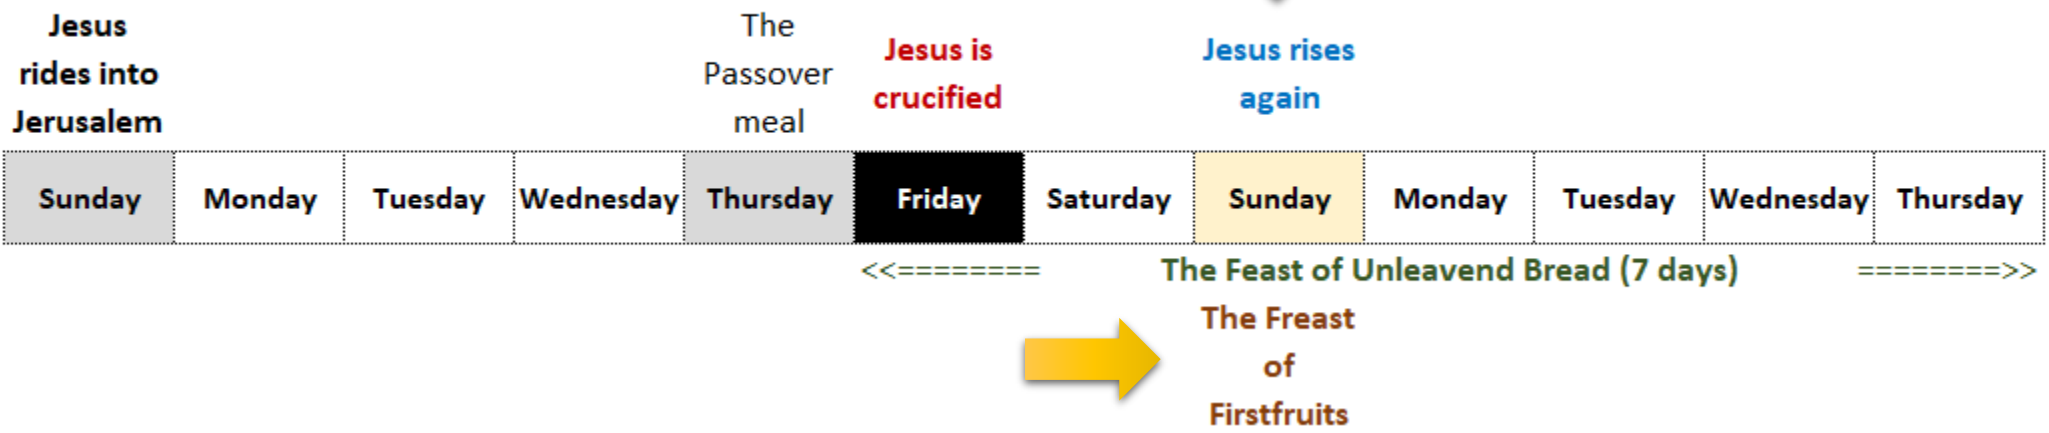 Jesus
rides into
Jerusalem
The
Passover
meal
Jesus is
crucified
Jesus rises
again
Sunday Monday Tuesday Wednesday Thursday Friday Saturday Sunday Monday Tuesday Wednesday Thursday
<<======== The Feast of Unleavend Bread (7 days) ========>>
The Freast
of
Firstfruits